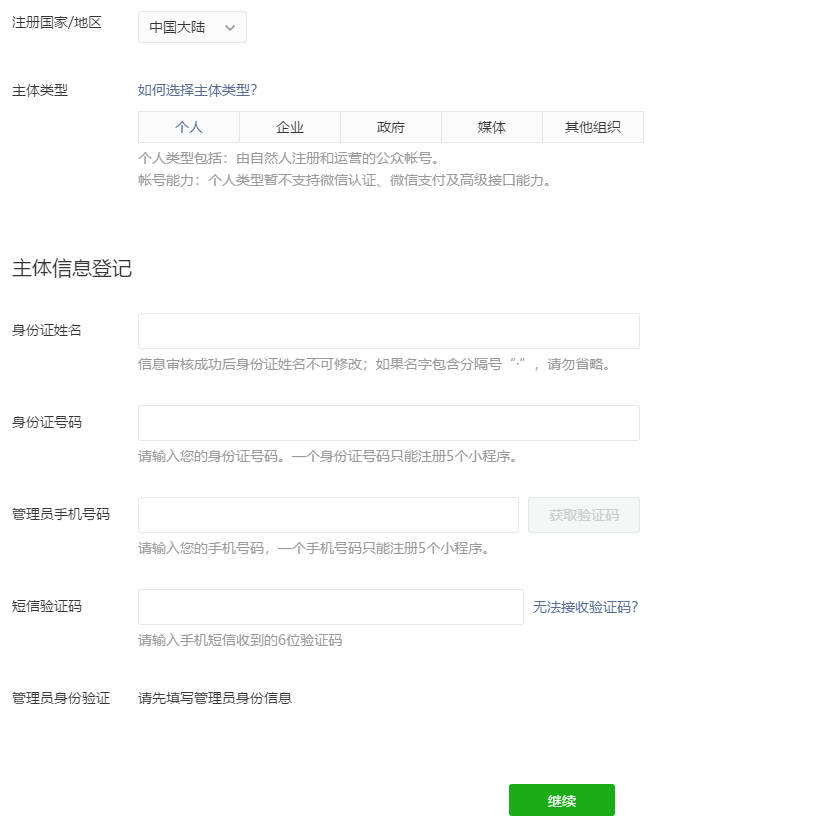 注册国家/地区
中国大陆
主体类型
如何选择主体类型?
个人
企业
政府
媒体
其他组织
个人类型包括：由自然人注册和运营的公众帐号。
帐号能力：个人类型暂不支持微信认证、微信支付及高级接口能力。
主体信息登记
身份证姓名
信息审核成功后身份证姓名不可修改；如果名字包含分隔号“·”，请勿省略。
身份证号码
请输入您的身份证号码。一个身份证号码只能注册5个小程序。
管理员手机号码
获取验证码
请输入您的手机号码，一个手机号码只能注册5个小程序。
短信验证码
无法接收验证码?
请输入手机短信收到的6位验证码
管理员身份验证
请先填写管理员身份信息
继续